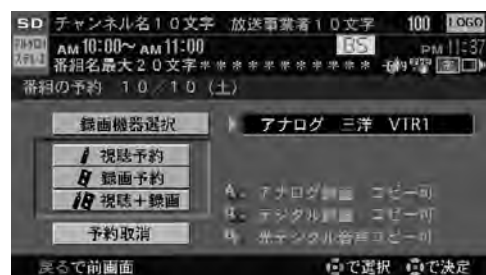 SD チャンネル名10文字 放送事業者10文字 100 LOGO
AM 10:00～AM 11:00 BS PM 11:37
番組名最大20文字＊＊＊＊＊＊＊＊＊＊
番組の予約 10/10 (土)
録画機器選択 アナログ 三洋 VTR1
視聴予約
録画予約
視聴＋録画
アナログ録画 コピー可
デジタル録画 コピー可
予約取消 光デジタル音声コピー可
戻るで前画面 で選択 で決定